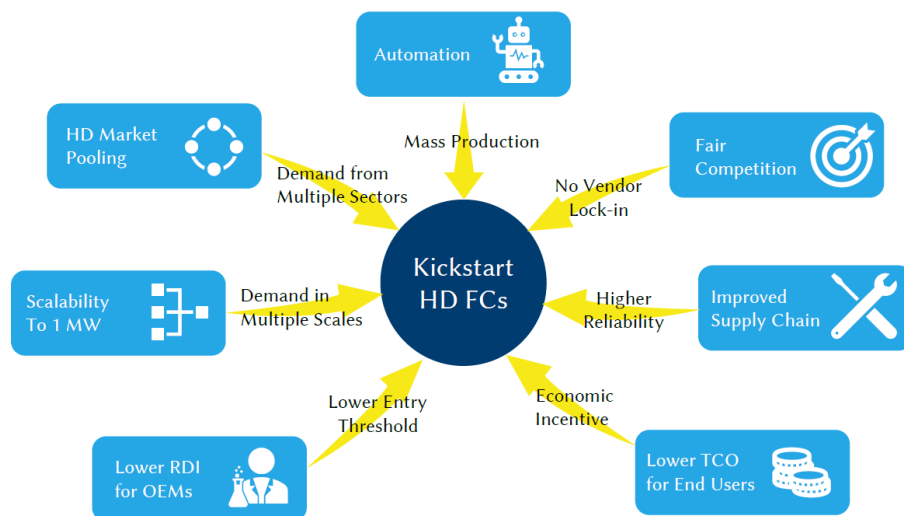 Automation
Mass Production
HD Market
Pooling
Demand from
Multiple Sectors
Fair
Competition
No Vendor
Lock-in
Kickstart
HD FCs
Scalability
To 1 MW
Demand in
Multiple Scales
Higher
Reliability
Improved
Supply Chain
Lower Entry
Threshold
Economic
Incentive
Lower RDI
for OEMs
Lower TCO
for End Users